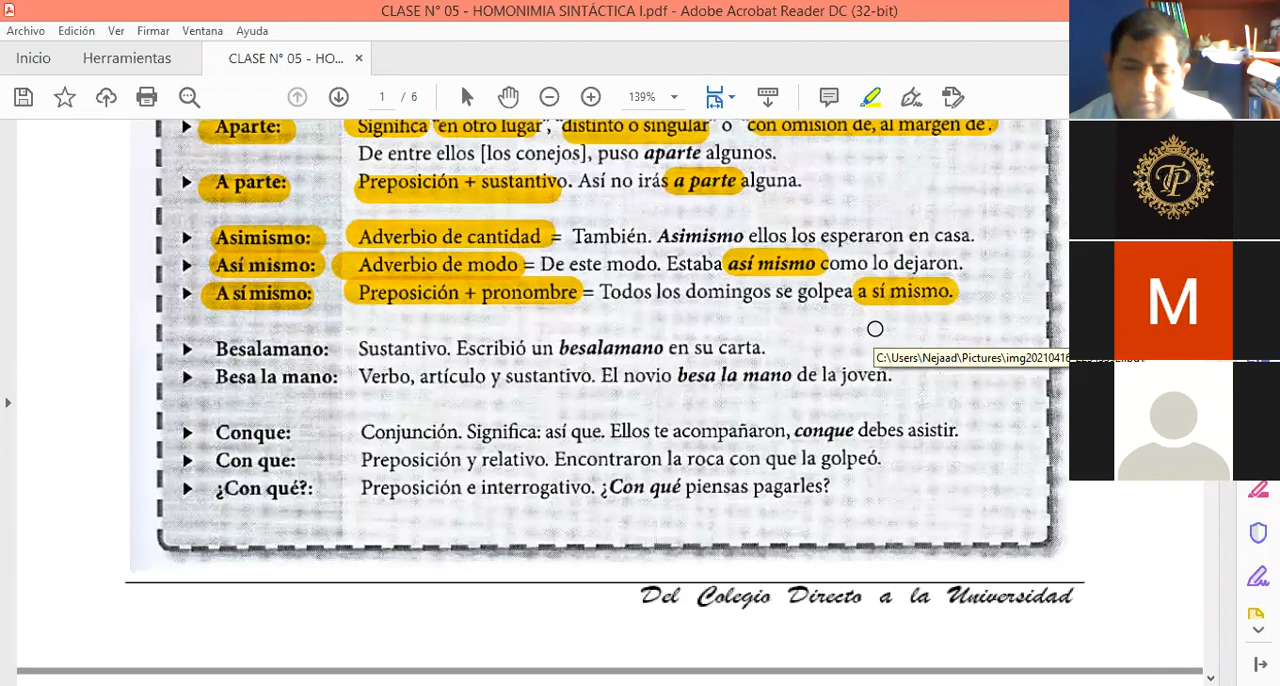 CLASE N° 05 - HOMONIMIA SINTÁCTICA I.pdf - Adobe Acrobat Reader DC (32-bit)
Archivo Edición Ver Firmar Ventana Ayuda
Inicio Herramientas CLASE N° 05 - HO... ×
1 / 6 139%
Aparte: Significa "en otro lugar", "distinto o singular" o "con omisión de, al margen de".
De entre ellos [los conejos], puso aparte algunos.
A parte: Preposición + sustantivo. Así no irás a parte alguna.
Asimismo: Adverbio de cantidad = También. Asimismo ellos los esperaron en casa.
Así mismo: Adverbio de modo = De este modo. Estaba así mismo como lo dejaron.
A sí mismo: Preposición + pronombre = Todos los domingos se golpea a sí mismo.
C:\Users\Nejaad\Pictures\img20210416
Besalamano: Sustantivo. Escribió un besalamano en su carta.
Besa la mano: Verbo, artículo y sustantivo. El novio besa la mano de la joven.
Conque: Conjunción. Significa: así que. Ellos te acompañaron, conque debes asistir.
Con que: Preposición y relativo. Encontraron la roca con que la golpeó.
¿Con qué?: Preposición e interrogativo. ¿Con qué piensas pagarles?
Del Colegio Directo a la Universidad
TP
M